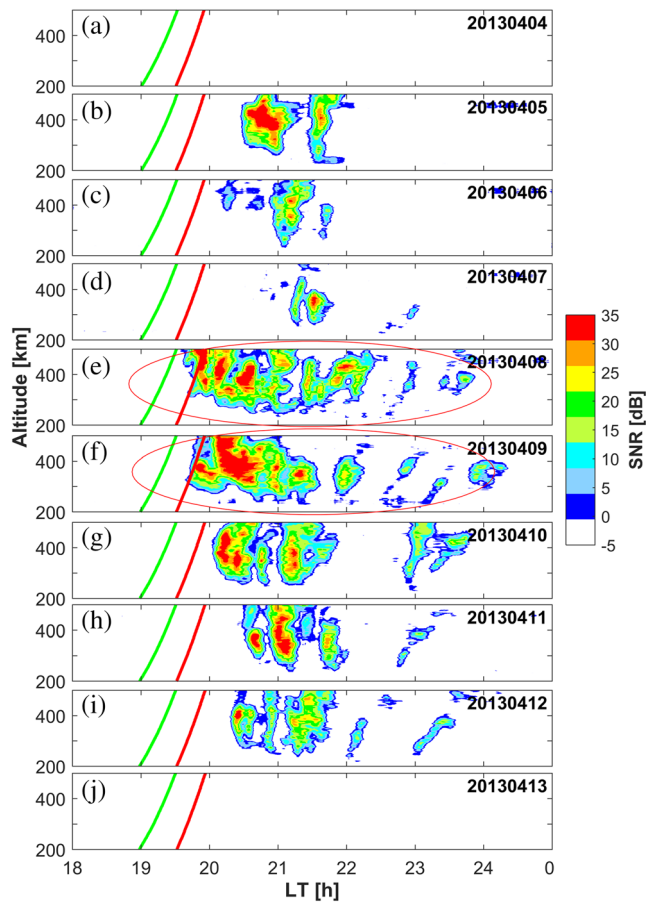 (a) 20130404
400
200
(b) 20130405
400
200
(c) 20130406
400
200
(d) 20130407
400
200
(e) 20130408
400
200
(f) 20130409
400
200
(g) 20130410
400
200
(h) 20130411
400
200
(i) 20130412
400
200
(j) 20130413
400
200
18 19 20 21 22 23 24 0
LT [h]
Altitude [km]
35
30
25
20
15
10
5
0
-5
SNR [dB]